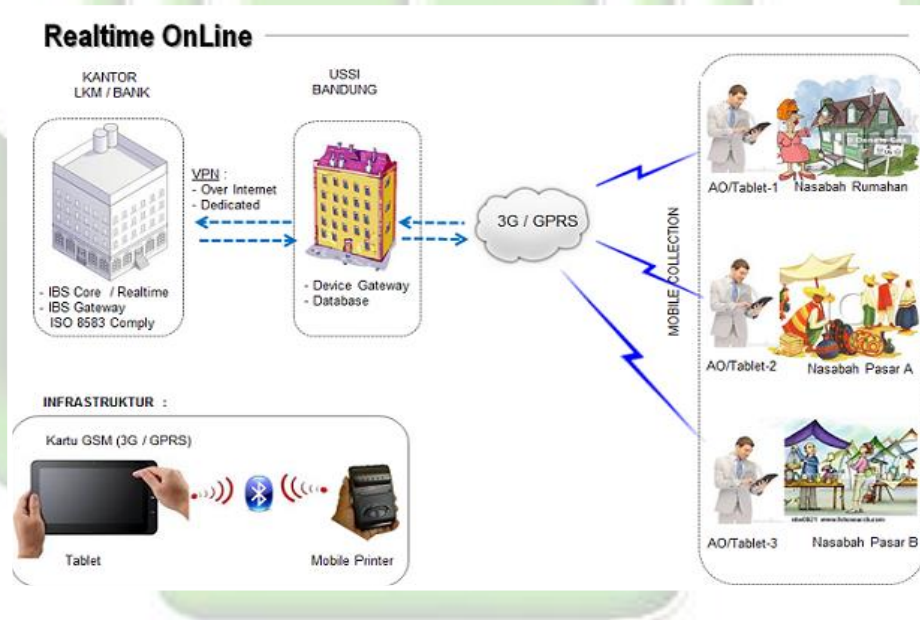 Realtime OnLine
KANTOR
LKM / BANK
USSI
BANDUNG
VPN :
- Over Internet
- Dedicated
- IBS Core / Realtime
- IBS Gateway
ISO 8583 Comply
- Device Gateway
- Database
3G / GPRS
MOBILE COLLECTION
AO/Tablet-1
Nasabah Rumahan
AO/Tablet-2
Nasabah Pasar A
AO/Tablet-3
Nasabah Pasar B
INFRASTRUKTUR :
Kartu GSM (3G / GPRS)
Tablet
Mobile Printer